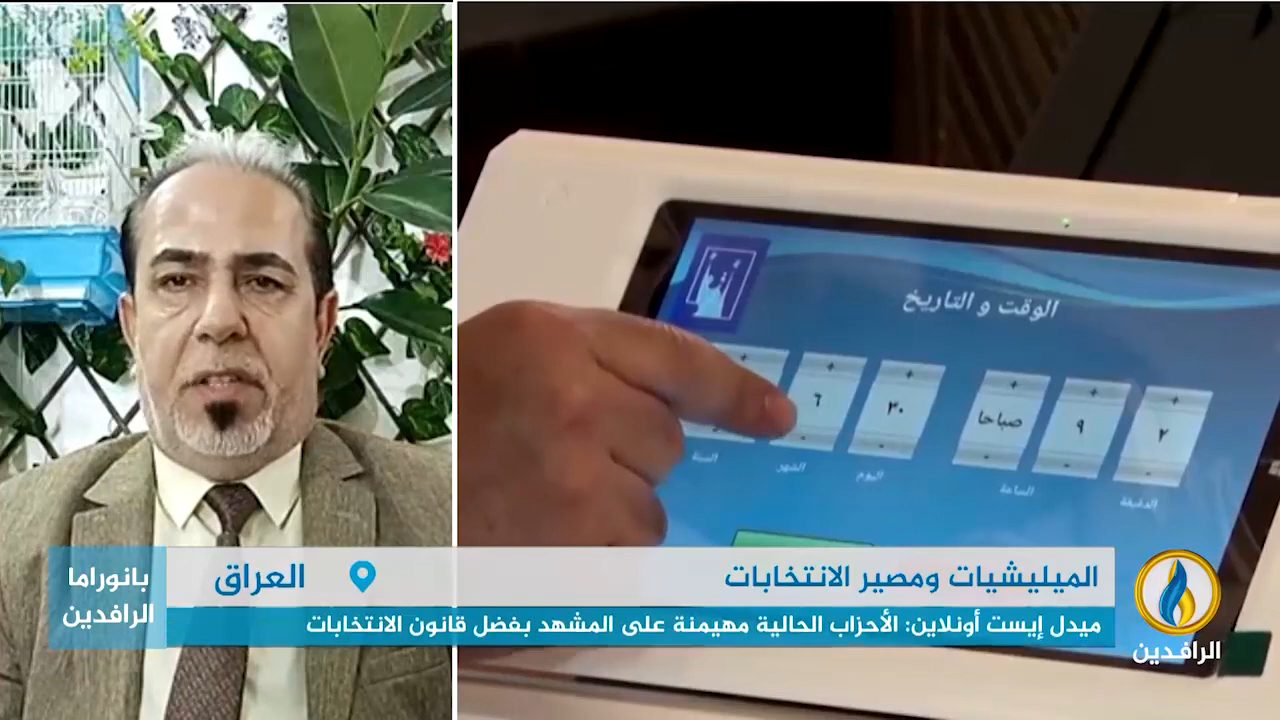 الوقت و التاريخ
+ + + + +
٦ ٣٠ صباحا ٩ ٢
- - - - -
السنة الشهر اليوم الساعة الدقيقة
الميليشيات ومصير الانتخابات
العراق
بانوراما
الرافدين
ميدل إيست أونلاين: الأحزاب الحالية مهيمنة على المشهد بفضل قانون الانتخابات
الرافدين